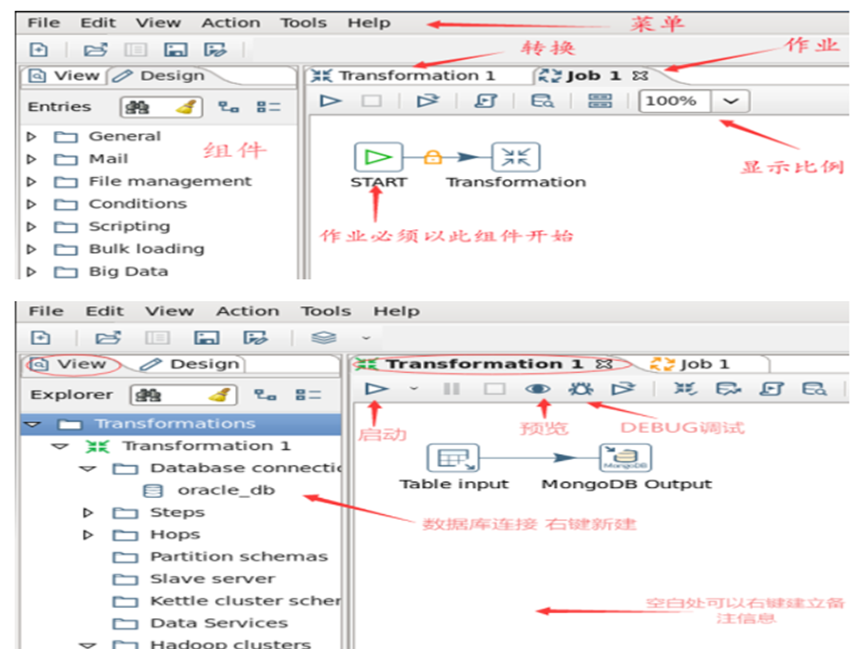 File Edit View Action Tools Help
菜单
转换
作业
View Design
Transformation 1 Job 1
Entries
100%
General
Mail
组件
File management
Conditions
Scripting
Bulk loading
Big Data
显示比例
START Transformation
作业必须以此组件开始
File Edit View Action Tools Help
View Design
Transformation 1 Job 1
Explorer
Transformations
启动
预览
DEBUG调试
Transformation 1
Database connectic
oracle_db
Table input MongoDB Output
MongoDB
Steps
数据库连接 右键新建
Hops
Partition schemas
Slave server
Kettle cluster scher
空白处可以右键建立备
注信息
Data Services
Hadoop clusters